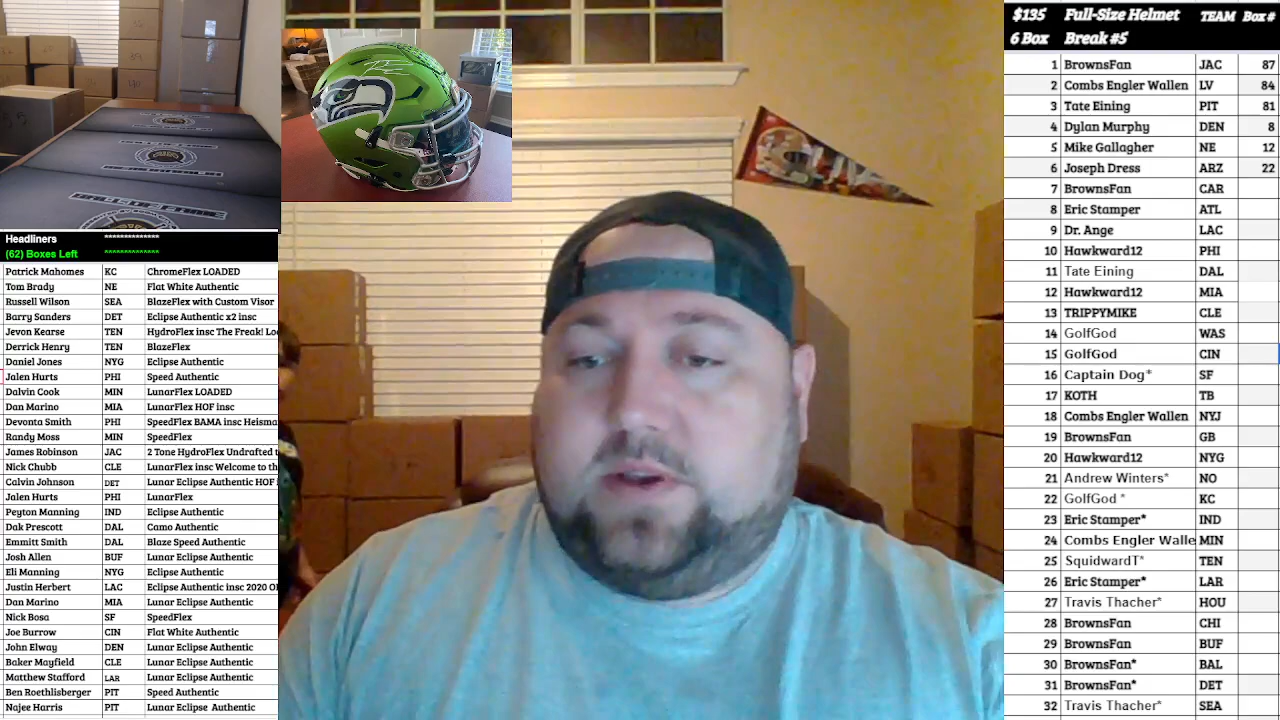 Headliners **************
(62) Boxes Left **************
Patrick Mahomes KC ChromeFlex LOADED
Tom Brady NE Flat White Authentic
Russell Wilson SEA BlazeFlex with Custom Visor
Barry Sanders DET Eclipse Authentic x2 insc
Jevon Kearse TEN HydroFlex insc The Freak! Lo
Derrick Henry TEN BlazeFlex
Daniel Jones NYG Eclipse Authentic
Jalen Hurts PHI Speed Authentic
Dalvin Cook MIN LunarFlex LOADED
Dan Marino MIA LunarFlex HOF insc
Devonta Smith PHI SpeedFlex BAMA insc Heisma
Randy Moss MIN SpeedFlex
James Robinson JAC 2 Tone HydroFlex Undrafted
Nick Chubb CLE LunarFlex insc Welcome to th
Calvin Johnson DET Lunar Eclipse Authentic HOF
Jalen Hurts PHI LunarFlex
Peyton Manning IND Eclipse Authentic
Dak Prescott DAL Camo Authentic
Emmitt Smith DAL Blaze Speed Authentic
Josh Allen BUF Lunar Eclipse Authentic
Eli Manning NYG Eclipse Authentic
Justin Herbert LAC Eclipse Authentic insc 2020 O
Dan Marino MIA Lunar Eclipse Authentic
Nick Bosa SF SpeedFlex
Joe Burrow CIN Flat White Authentic
John Elway DEN Lunar Eclipse Authentic
Baker Mayfield CLE Lunar Eclipse Authentic
Matthew Stafford LAR Lunar Eclipse Authentic
Ben Roethlisberger PIT Speed Authentic
Najee Harris PIT Lunar Eclipse Authentic
$135 Full-Size Helmet TEAM Box #
6 Box Break #5
1 BrownsFan JAC 87
2 Combs Engler Wallen LV 84
3 Tate Eining PIT 81
4 Dylan Murphy DEN 8
5 Mike Gallagher NE 12
6 Joseph Dress ARZ 22
7 BrownsFan CAR
8 Eric Stamper ATL
9 Dr. Ange LAC
10 Hawkward12 PHI
11 Tate Eining DAL
12 Hawkward12 MIA
13 TRIPPYMIKE CLE
14 GolfGod WAS
15 GolfGod CIN
16 Captain Dog* SF
17 KOTH TB
18 Combs Engler Wallen NYJ
19 BrownsFan GB
20 Hawkward12 NYG
21 Andrew Winters* NO
22 GolfGod * KC
23 Eric Stamper* IND
24 Combs Engler Walle MIN
25 SquidwardT* TEN
26 Eric Stamper* LAR
27 Travis Thacher* HOU
28 BrownsFan CHI
29 BrownsFan BUF
30 BrownsFan* BAL
31 BrownsFan* DET
32 Travis Thacher* SEA